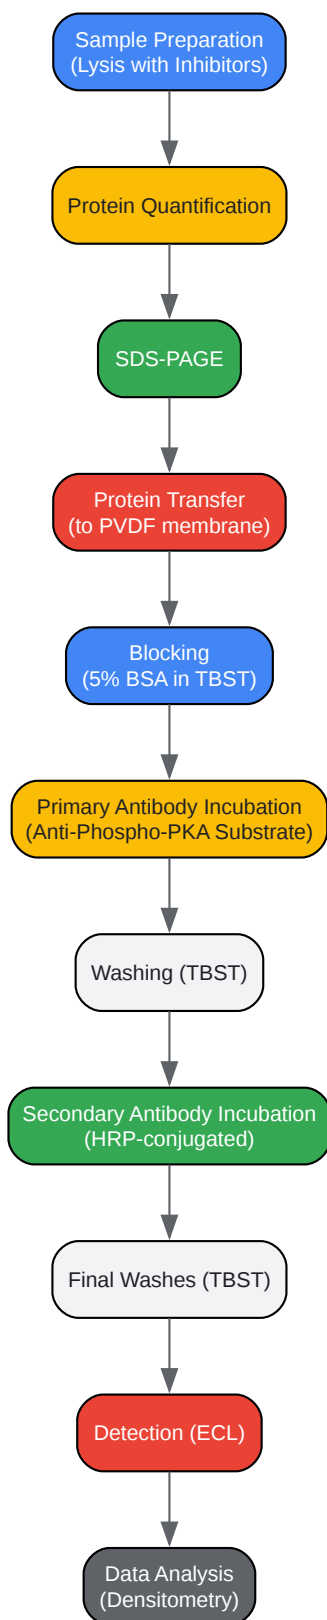 Sample Preparation
(Lysis with Inhibitors)
Protein Quantification
SDS-PAGE
Protein Transfer
(to PVDF membrane)
Blocking
(5% BSA in TBST)
Primary Antibody Incubation
(Anti-Phospho-PKA Substrate)
Washing (TBST)
Secondary Antibody Incubation
(HRP-conjugated)
Final Washes (TBST)
Detection (ECL)
Data Analysis
(Densitometry)